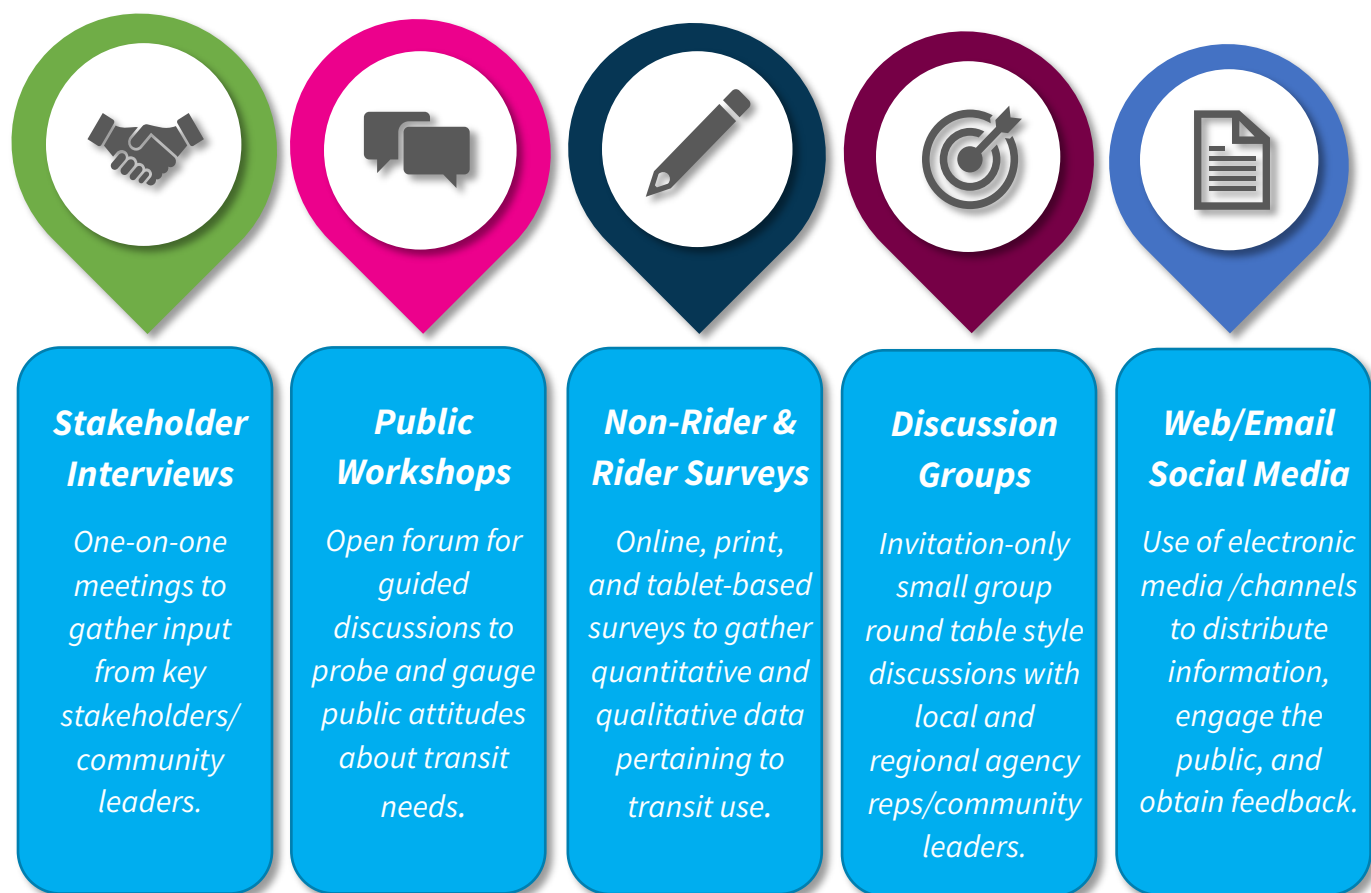 Stakeholder
Interviews
One-on-one
meetings to
gather input
from key
stakeholders/
community
leaders.
Public
Workshops
Open forum for
guided
discussions to
probe and gauge
public attitudes
about transit
needs.
Non-Rider &
Rider Surveys
Online, print,
and tablet-based
surveys to gather
quantitative and
qualitative data
pertaining to
transit use.
Discussion
Groups
Invitation-only
small group
round table style
discussions with
local and
regional agency
reps/community
leaders.
Web/Email
Social Media
Use of electronic
media /channels
to distribute
information,
engage the
public, and
obtain feedback.